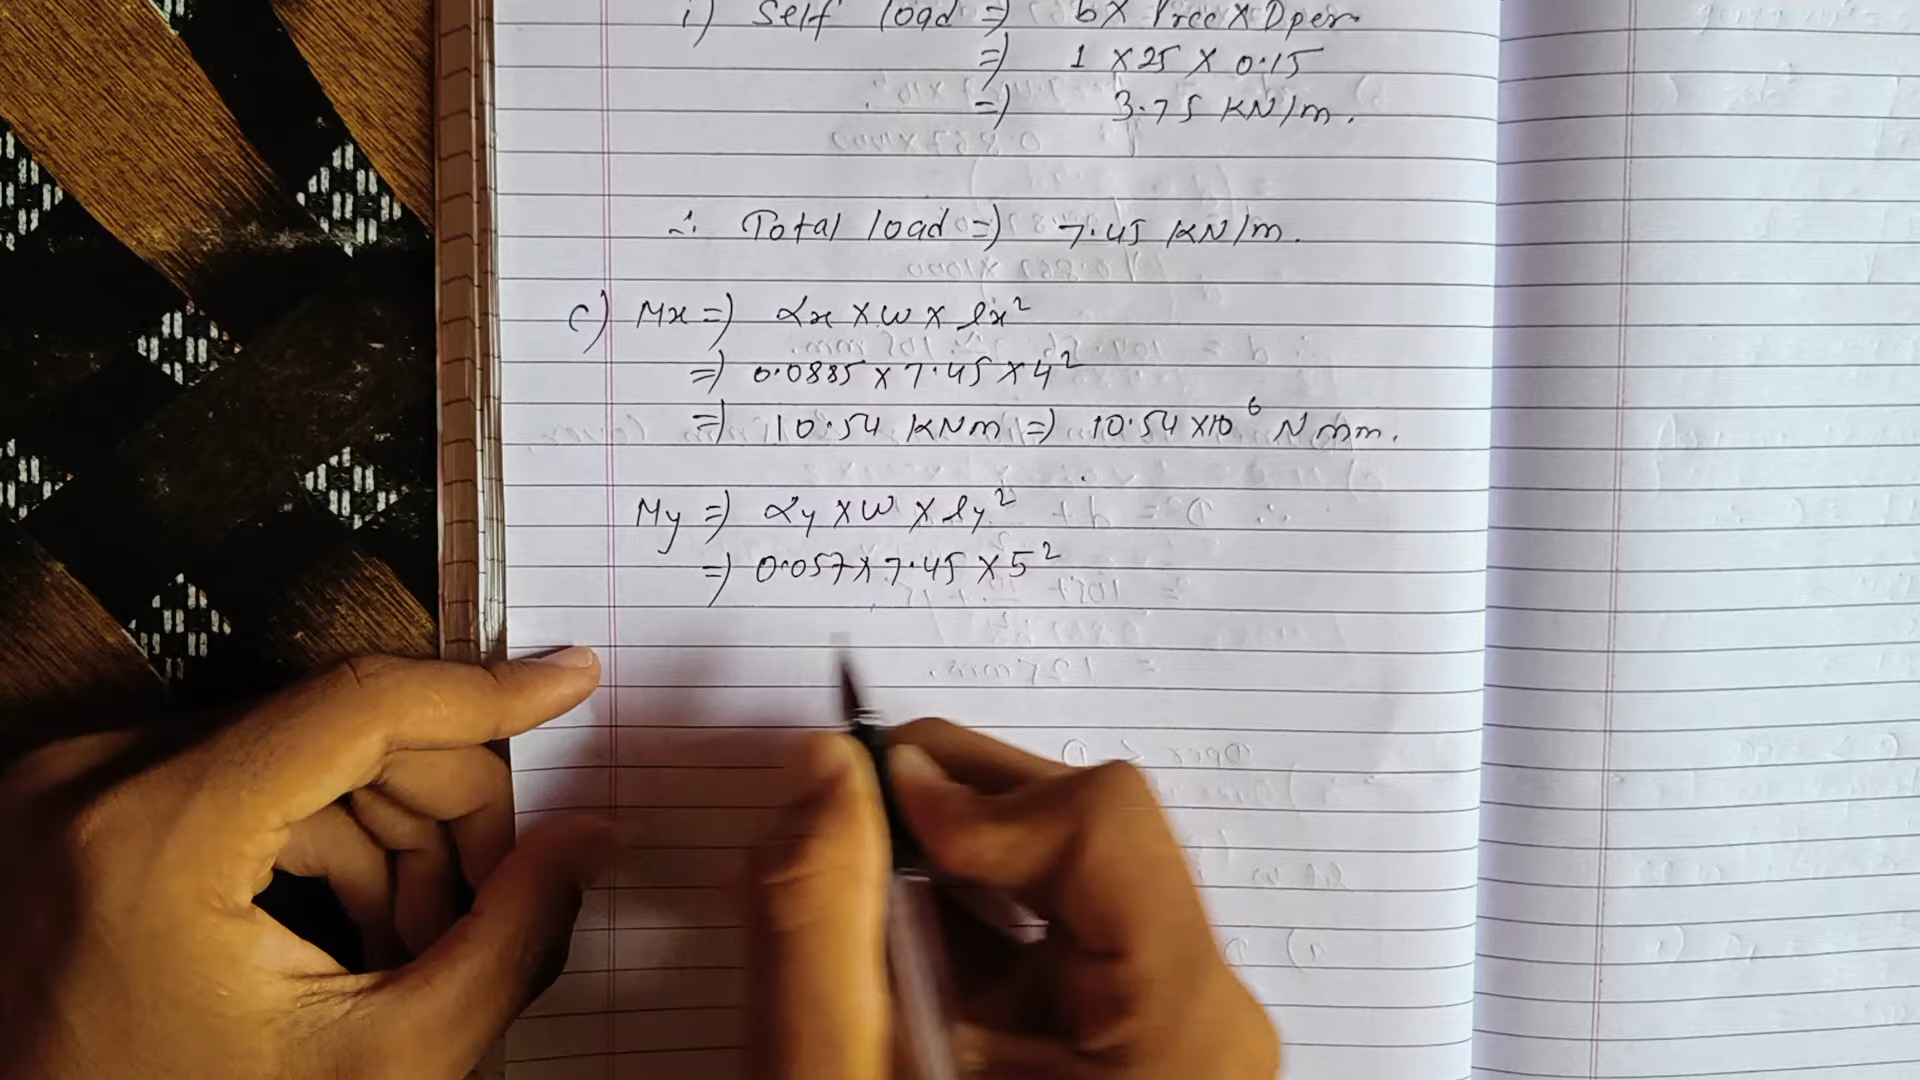 i) Self load => b x rcc x Dper
=> 1 x 25 x 0.15
=> 3.75 KN/m.
∴ Total load => 7.45 KN/m.
c) Mx => αx x w x lx²
=> 0.0885 x 7.45 x 4²
=> 10.54 KNm => 10.54 x10⁶ N mm.
My => αy x w x ly²
=> 0.057 x 7.45 x 5²